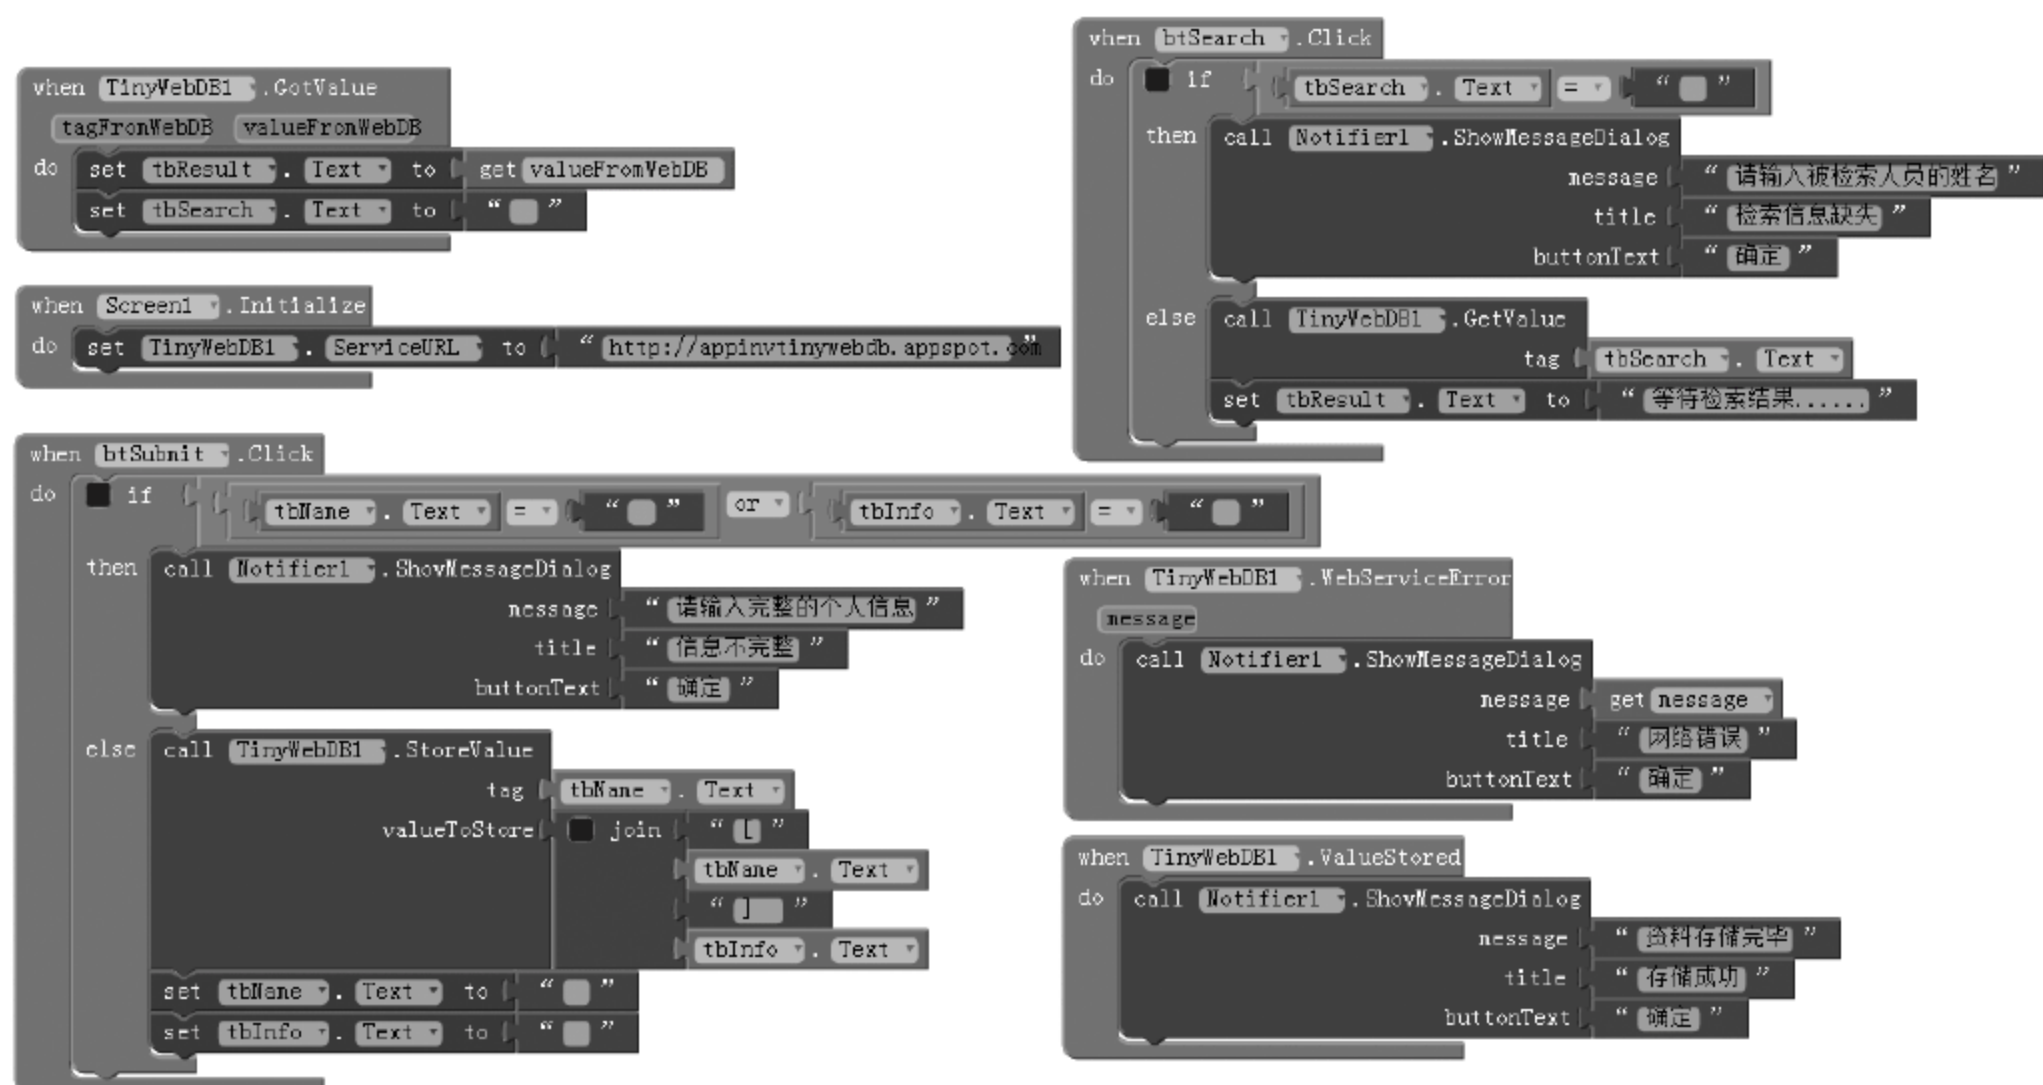 when TinyWebDB1 .GotValue
tagFromWebDB valueFromWebDB
do set tbResult . Text to get valueFromWebDB
set tbSearch . Text to “ ”
when Screen1 .Initialize
do set TinyWebDB1 . ServiceURL to “ http://appinvtinywebdb.appspot.com ”
when btSubmit .Click
do if tbName . Text = “ ” or tbInfo . Text = “ ”
then call Notifier1 .ShowMessageDialog
message “ 请输入完整的个人信息 ”
title “ 信息不完整 ”
buttonText “ 确定 ”
else call TinyWebDB1 .StoreValue
tag tbName . Text
valueToStore join “ [ ”
tbName . Text
“ ] ”
tbInfo . Text
set tbName . Text to “ ”
set tbInfo . Text to “ ”
when btSearch .Click
do if tbSearch . Text = “ ”
then call Notifier1 .ShowMessageDialog
message “ 请输入被检索人员的姓名 ”
title “ 检索信息缺失 ”
buttonText “ 确定 ”
else call TinyWebDB1 .GetValue
tag tbSearch . Text
set tbResult . Text to “ 等待检索结果...... ”
when TinyWebDB1 .WebServiceError
message
do call Notifier1 .ShowMessageDialog
message get message
title “ 网络错误 ”
buttonText “ 确定 ”
when TinyWebDB1 .ValueStored
do call Notifier1 .ShowMessageDialog
message “ 资料存储完毕 ”
title “ 存储成功 ”
buttonText “ 确定 ”